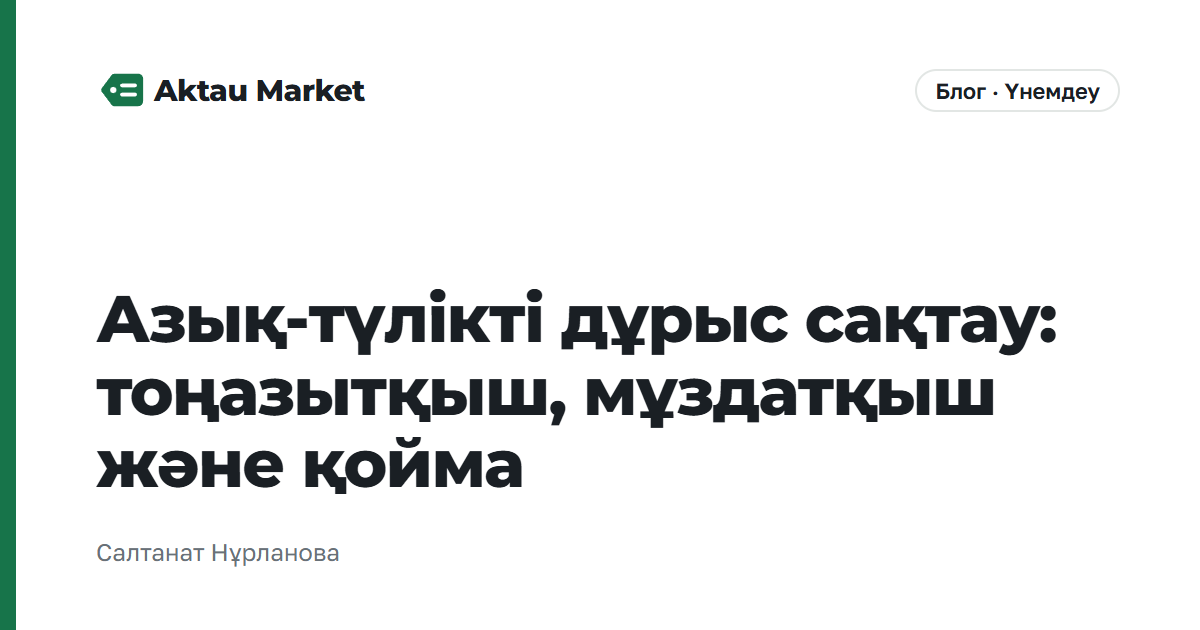 Aktau Market
Блог · Үнемдеу
Азық-түлікті дұрыс сақтау:
тоңазытқыш, мұздатқыш
және қойма
Салтанат Нұрланова